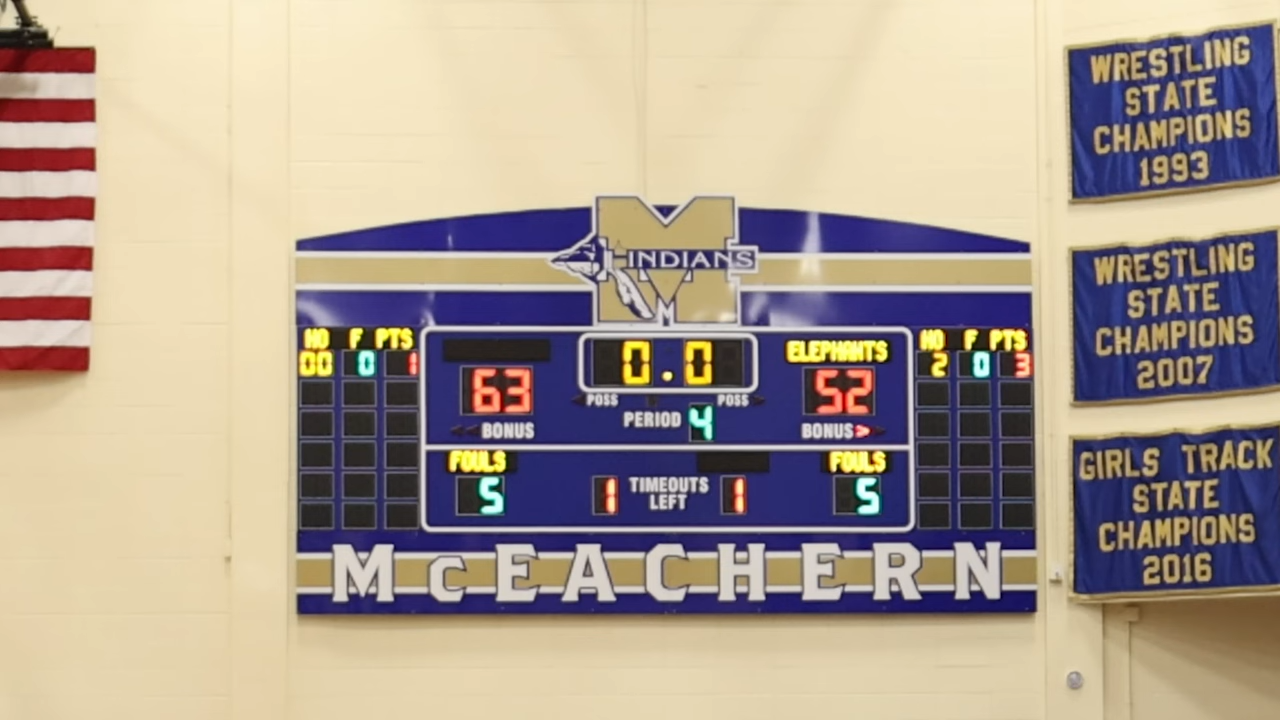 WRESTLING
STATE
CHAMPIONS
1993
INDIANS
M
WRESTLING
STATE
CHAMPIONS
2007
NO F PTS
00 0 1
63
BONUS
0.0
POSS POSS
PERIOD 4
ELEPHANTS
52
BONUS >
NO F PTS
2 0 3
FOULS
5
1 TIMEOUTS LEFT 1
FOULS
5
McEACHERN
GIRLS TRACK
STATE
CHAMPIONS
2016